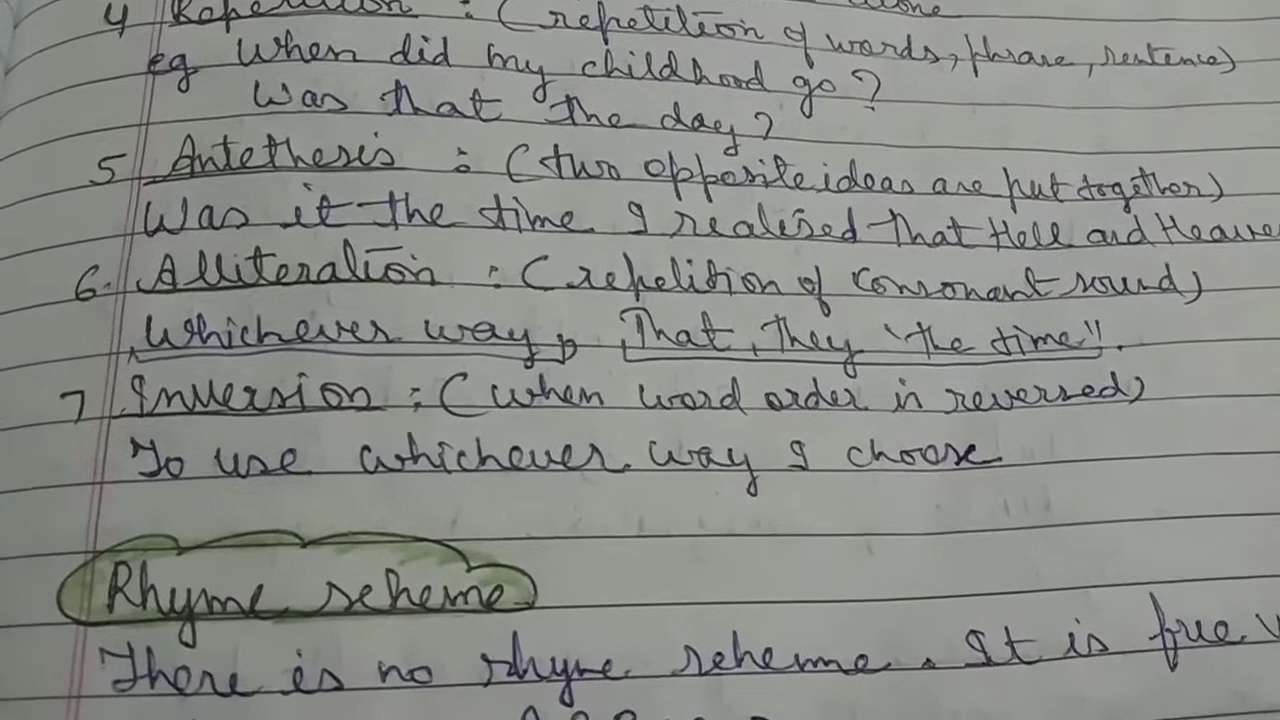 4 Repetition : (repetition of words, phrase, sentence)
eg When did my childhood go?
Was that the day?
5 Antethesis : (two opposite ideas are put together)
Was it the time I realised that Hell and Heave
6. Alliteration : (repetition of consonant sound)
"Whichever way", "That, They 'the time".
7 Inversion : (when word order is reversed)
To use whichever way I choose
Rhyme scheme
There is no rhyme scheme. It is free v